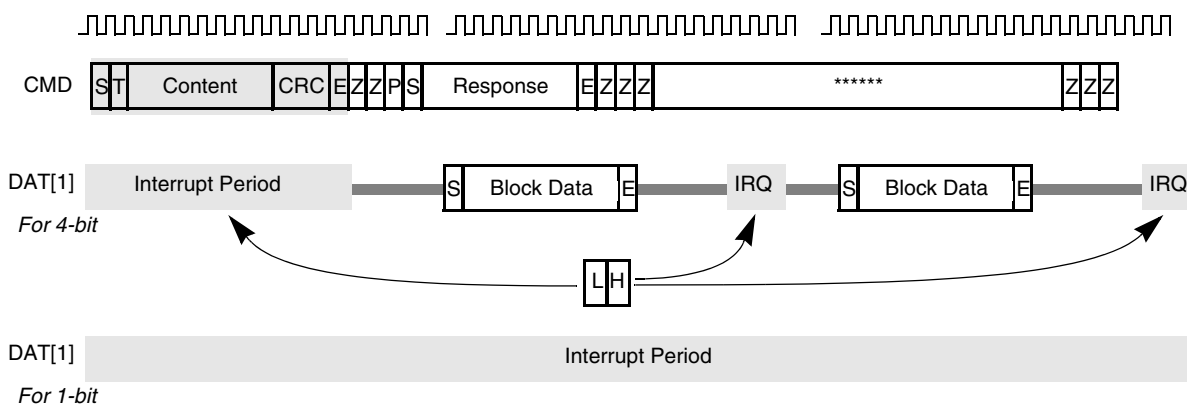 CMD S T Content CRC E Z Z P S Response E Z Z Z ****** Z Z Z
DAT[1] Interrupt Period S Block Data E IRQ S Block Data E IRQ
For 4-bit
L H
DAT[1] Interrupt Period
For 1-bit